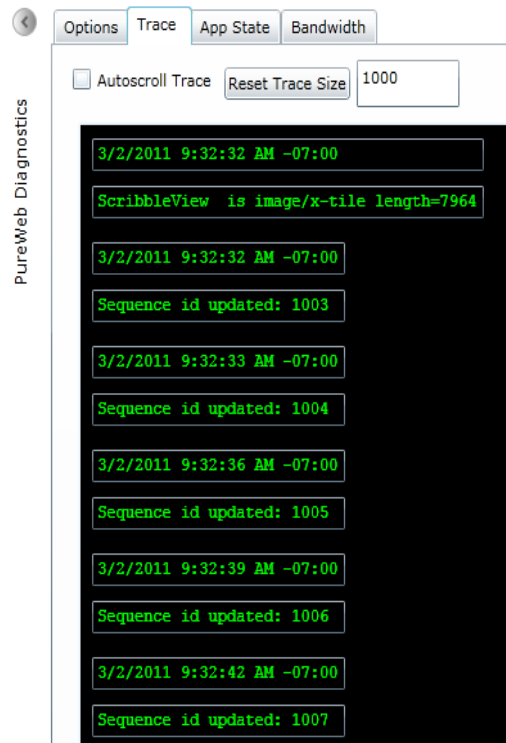 Options Trace App State Bandwidth
Autoscroll Trace Reset Trace Size 1000
PureWeb Diagnostics
3/2/2011 9:32:32 AM -07:00
ScribbleView is image/x-tile length=7964
3/2/2011 9:32:32 AM -07:00
Sequence id updated: 1003
3/2/2011 9:32:33 AM -07:00
Sequence id updated: 1004
3/2/2011 9:32:36 AM -07:00
Sequence id updated: 1005
3/2/2011 9:32:39 AM -07:00
Sequence id updated: 1006
3/2/2011 9:32:42 AM -07:00
Sequence id updated: 1007